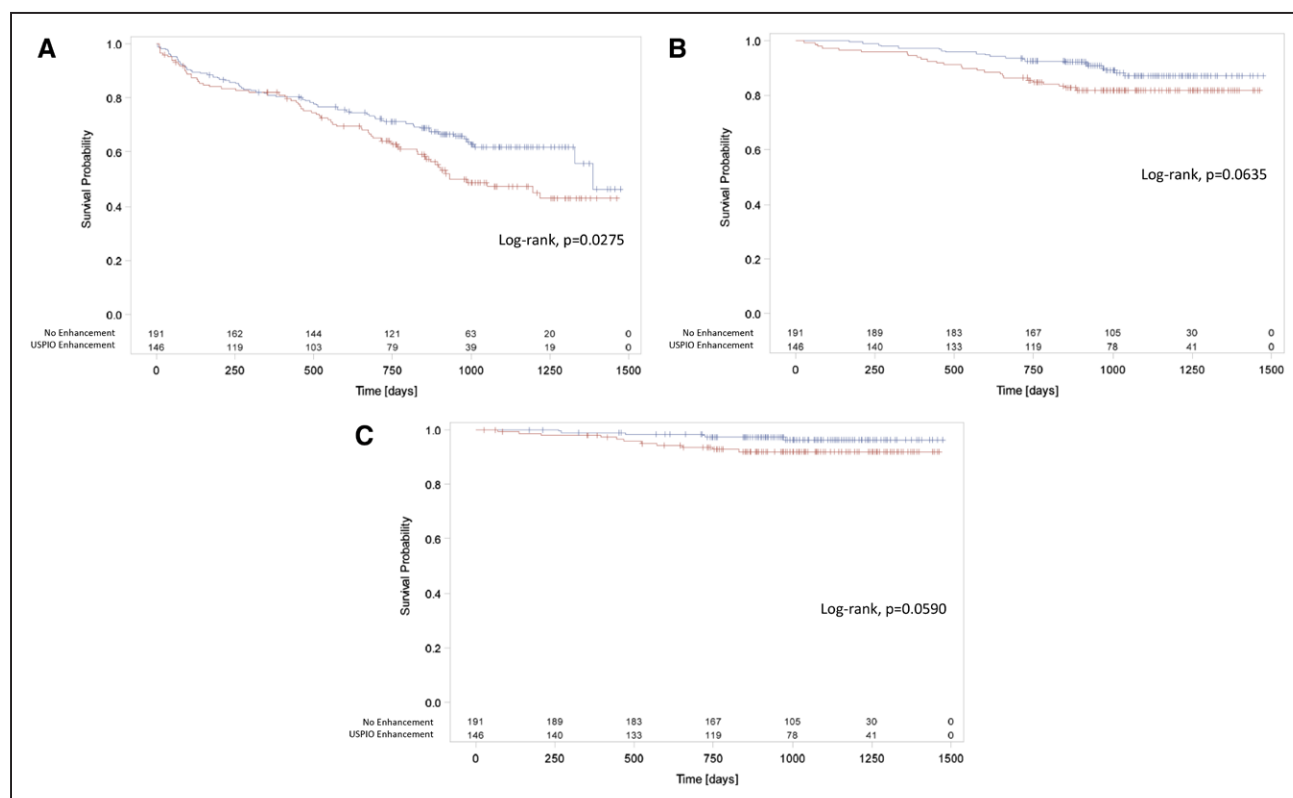 A
1.0
0.8
0.6
0.4
0.2
0.0
Survival Probability
Log-rank, p=0.0275
No Enhancement 191 162 144 121 63 20 0
USPIO Enhancement 146 119 103 79 39 19 0
0 250 500 750 1000 1250 1500
Time [days]
B
1.0
0.8
0.6
0.4
0.2
0.0
Survival Probability
Log-rank, p=0.0635
No Enhancement 191 189 183 167 105 30 0
USPIO Enhancement 146 140 133 119 78 41 0
0 250 500 750 1000 1250 1500
Time [days]
C
1.0
0.8
0.6
0.4
0.2
0.0
Survival Probability
Log-rank, p=0.0590
No Enhancement 191 189 183 167 105 30 0
USPIO Enhancement 146 140 133 119 78 41 0
0 250 500 750 1000 1250 1500
Time [days]